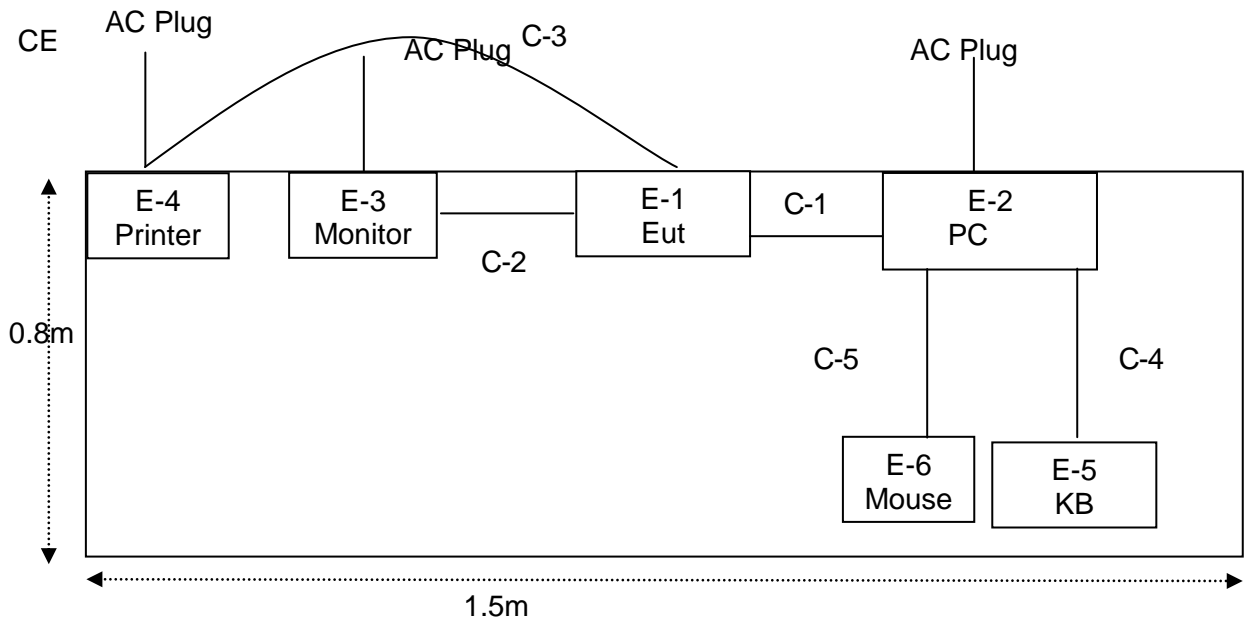 CE
AC Plug
C-3
AC Plug
AC Plug
E-4
Printer
E-3
Monitor
E-1
Eut
C-1
E-2
PC
C-2
0.8m
C-5
C-4
E-6
Mouse
E-5
KB
1.5m